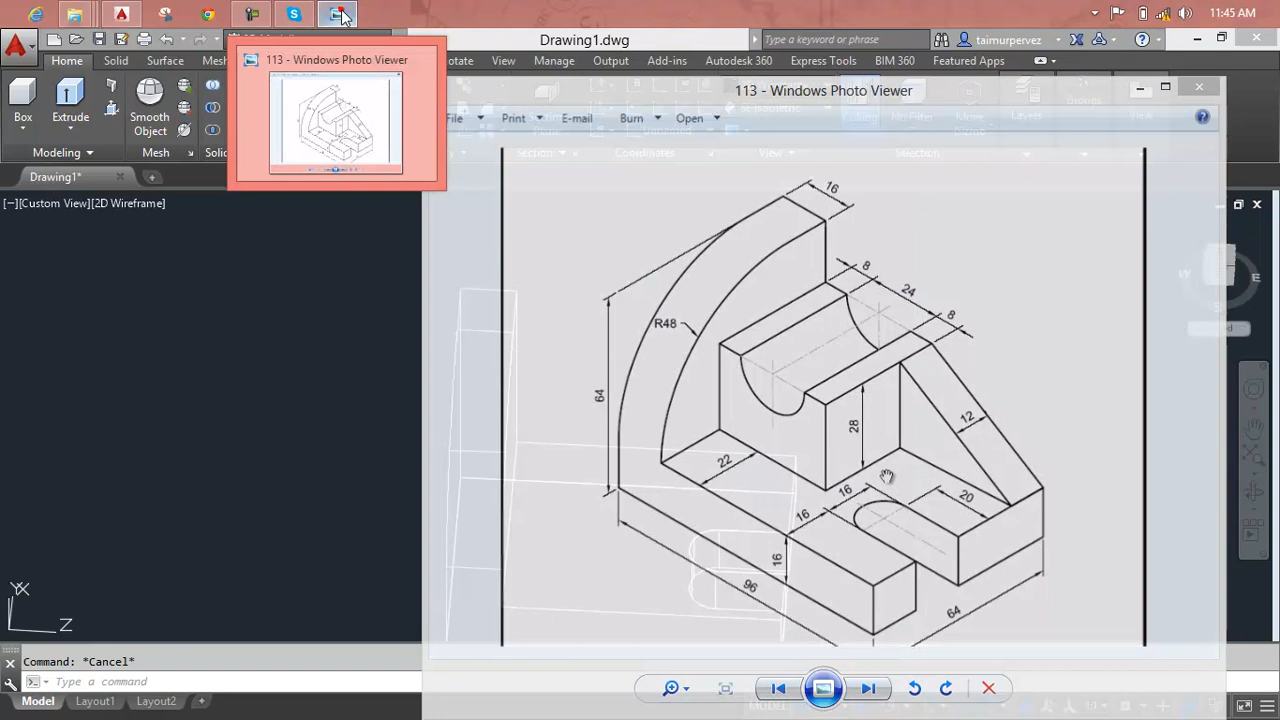 11:45 AM
Drawing1.dwg
Type a keyword or phrase
taimurpervez
Home
Solid
Surface
Mesh
View
Manage
Output
Add-ins
Autodesk 360
Express Tools
BIM 360
Featured Apps
113 - Windows Photo Viewer
113 - Windows Photo Viewer
Box
Extrude
Smooth
Object
Modeling
Mesh
Print
E-mail
Burn
Open
Drawing1*
[−][Custom View][2D Wireframe]
16
8
24
8
R48
64
12
28
22
16
20
16
16
96
64
E
Z
Command: *Cancel*
Type a command
Model
Layout1
Layout2